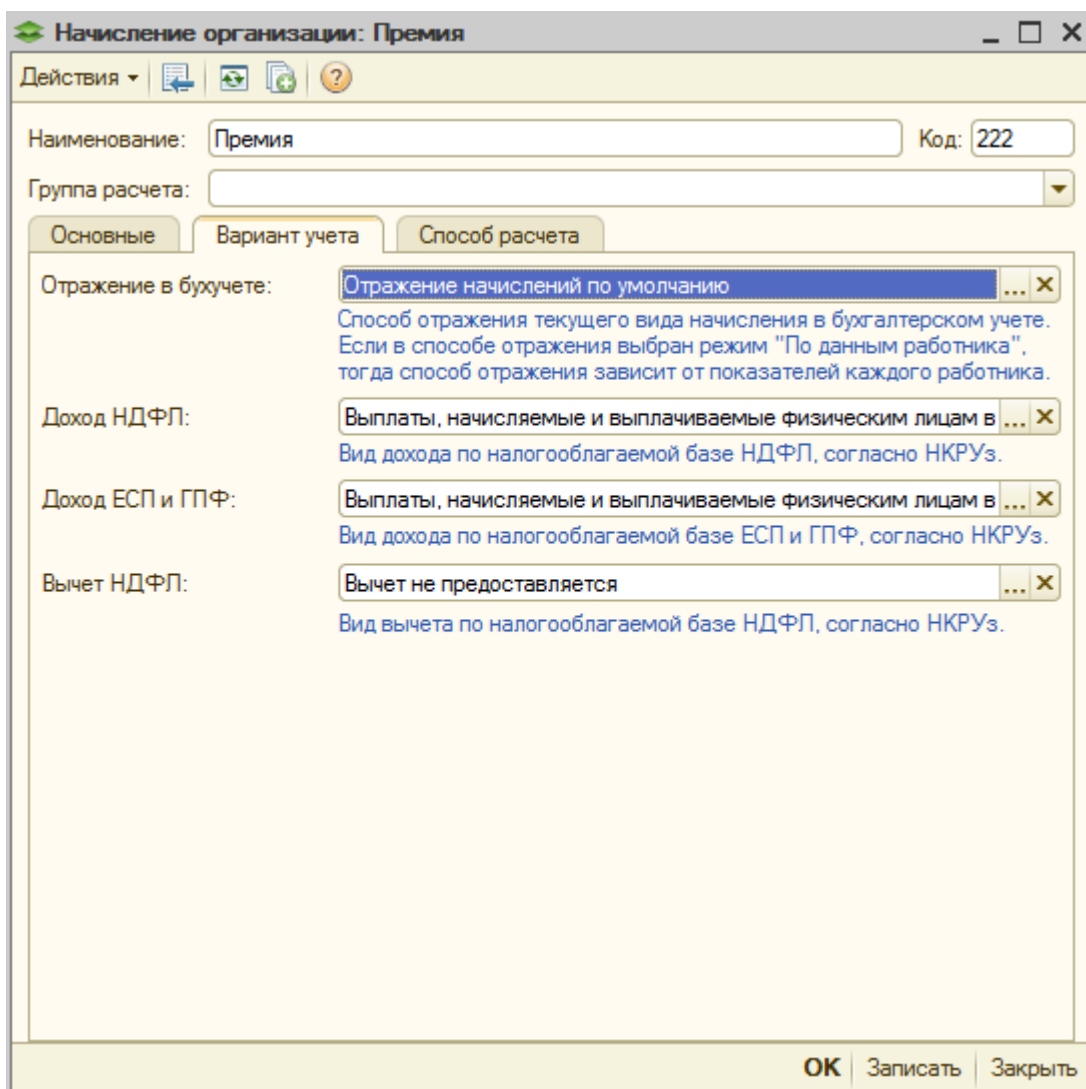 Начисление организации: Премия
Действия
Наименование: Премия Код: 222
Группа расчета:
Основные Вариант учета Способ расчета
Отражение в бухучете: Отражение начислений по умолчанию ...
Способ отражения текущего вида начисления в бухгалтерском учете.
Если в способе отражения выбран режим "По данным работника",
тогда способ отражения зависит от показателей каждого работника.
Доход НДФЛ: Выплаты, начисляемые и выплачиваемые физическим лицам в ...
Вид дохода по налогооблагаемой базе НДФЛ, согласно НКРУз.
Доход ЕСП и ГПФ: Выплаты, начисляемые и выплачиваемые физическим лицам в ...
Вид дохода по налогооблагаемой базе ЕСП и ГПФ, согласно НКРУз.
Вычет НДФЛ: Вычет не предоставляется ...
Вид вычета по налогооблагаемой базе НДФЛ, согласно НКРУз.
OK Записать Закрыть